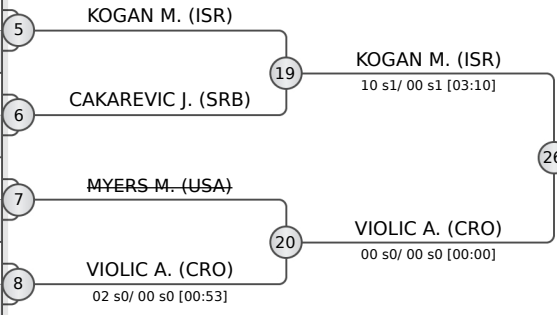 KOGAN M. (ISR)
5
19
KOGAN M. (ISR)
10 s1/ 00 s1 [03:10]
CAKAREVIC J. (SRB)
6
26
MYERS M. (USA)
7
20
VIOLIC A. (CRO)
00 s0/ 00 s0 [00:00]
VIOLIC A. (CRO)
8
02 s0/ 00 s0 [00:53]